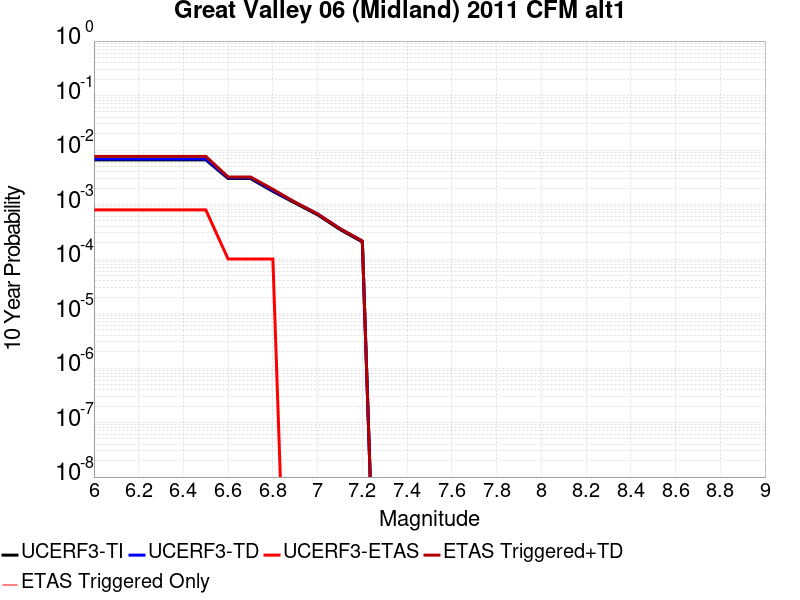 Great Valley 06 (Midland) 2011 CFM alt1
10 0
10 -1
10 -2
10 -3
10 -4
10 -5
10 -6
10 -7
10 -8
10 Year Probability
6 6.2 6.4 6.6 6.8 7 7.2 7.4 7.6 7.8 8 8.2 8.4 8.6 8.8 9
Magnitude
UCERF3-TI UCERF3-TD UCERF3-ETAS ETAS Triggered+TD
ETAS Triggered Only